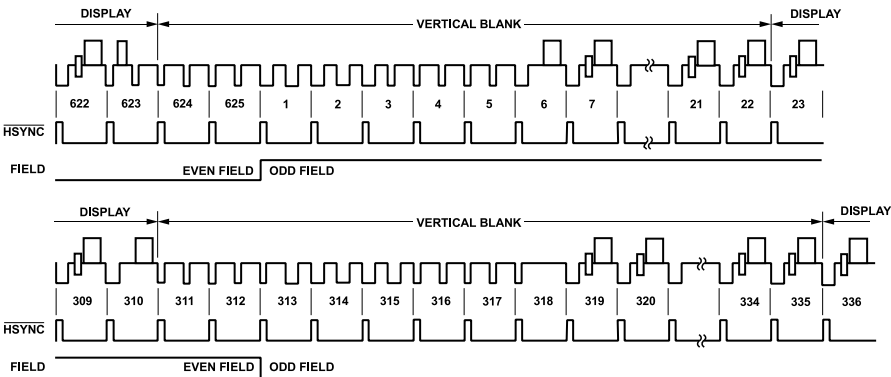 DISPLAY VERTICAL BLANK DISPLAY
622 623 624 625 1 2 3 4 5 6 7 21 22 23
HSYNC
FIELD EVEN FIELD ODD FIELD
DISPLAY VERTICAL BLANK DISPLAY
309 310 311 312 313 314 315 316 317 318 319 320 334 335 336
HSYNC
FIELD EVEN FIELD ODD FIELD